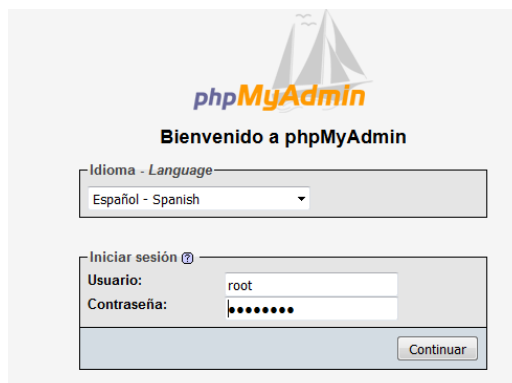 phpMyAdmin
Bienvenido a phpMyAdmin
Idioma - Language
Español - Spanish
Iniciar sesión ?
Usuario:
root
Contraseña:
••••••••
Continuar